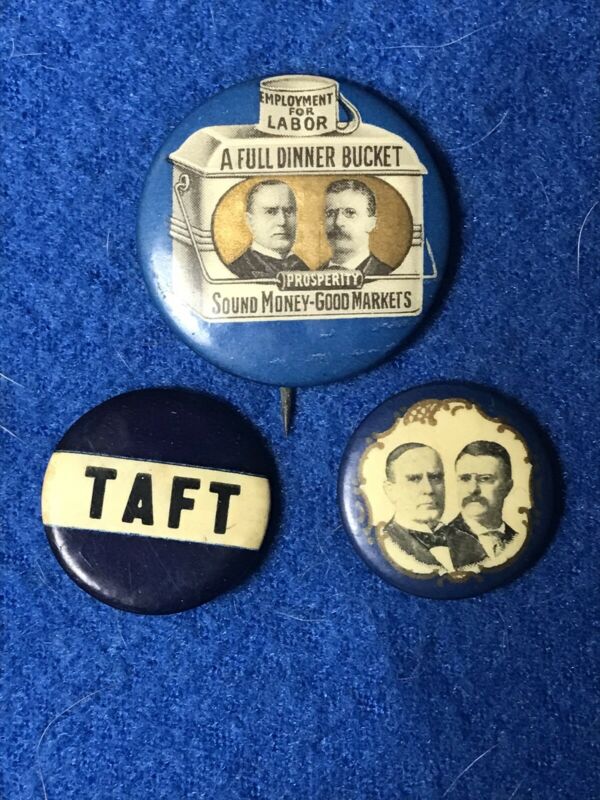 EMPLOYMENT
FOR
LABOR
A FULL DINNER BUCKET
PROSPERITY
SOUND MONEY-GOOD MARKETS
TAFT